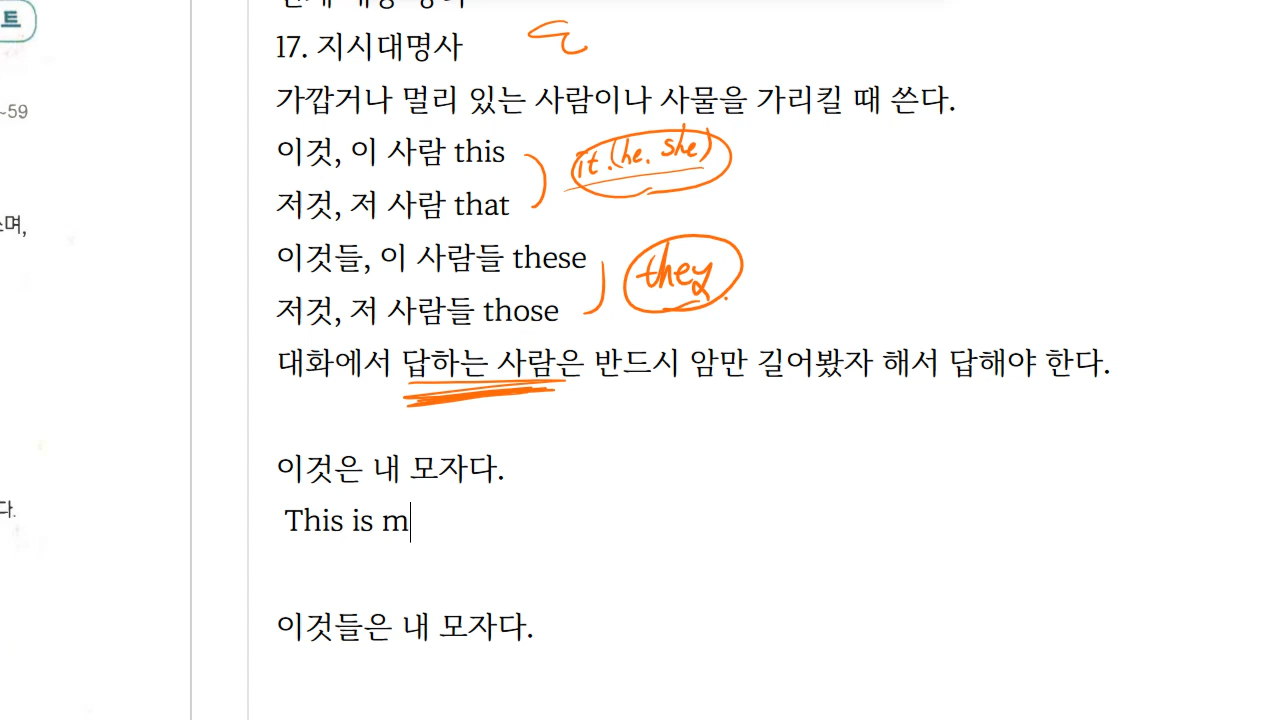 트
17. 지시대명사
~59
가깝거나 멀리 있는 사람이나 사물을 가리킬 때 쓴다.
이것, 이 사람 this
it. (he. she)
저것, 저 사람 that
며,
이것들, 이 사람들 these
they
저것, 저 사람들 those
대화에서 답하는 사람은 반드시 암만 길어봤자 해서 답해야 한다.
이것은 내 모자다.
다.
This is m
이것들은 내 모자다.